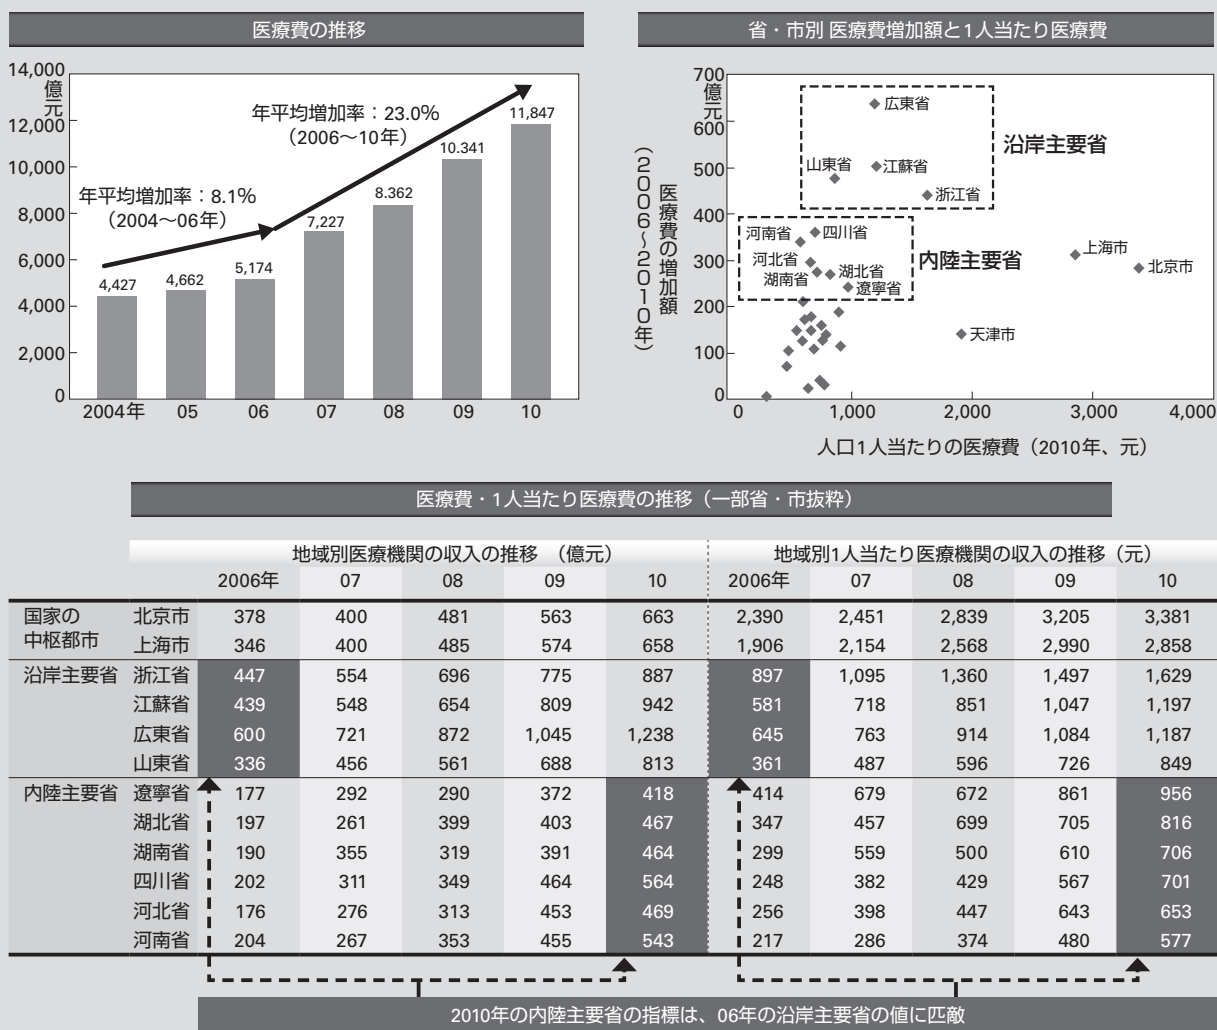 医療費の推移
14,000
億元
12,000
10,000
8,000
6,000
4,000
2,000
0
年平均増加率：8.1%
（2004〜06年）
年平均増加率：23.0%
（2006〜10年）
4,427
4,662
5,174
7,227
8.362
10.341
11,847
2004年 05 06 07 08 09 10
省・市別 医療費増加額と1人当たり医療費
700
億元
600
500
400
300
200
100
0
医療費の増加額
（2006〜2010年）
広東省
山東省
江蘇省
浙江省
沿岸主要省
河南省
四川省
河北省
湖南省
湖北省
遼寧省
内陸主要省
上海市
北京市
天津市
0 1,000 2,000 3,000 4,000
人口1人当たりの医療費（2010年、元）
医療費・1人当たり医療費の推移（一部省・市抜粋）
地域別医療機関の収入の推移 （億元） 地域別1人当たり医療機関の収入の推移（元）
2006年 07 08 09 10 2006年 07 08 09 10
国家の中枢都市 北京市 378 400 481 563 663 2,390 2,451 2,839 3,205 3,381
上海市 346 400 485 574 658 1,906 2,154 2,568 2,990 2,858
沿岸主要省 浙江省 447 554 696 775 887 897 1,095 1,360 1,497 1,629
江蘇省 439 548 654 809 942 581 718 851 1,047 1,197
広東省 600 721 872 1,045 1,238 645 763 914 1,084 1,187
山東省 336 456 561 688 813 361 487 596 726 849
内陸主要省 遼寧省 177 292 290 372 418 414 679 672 861 956
湖北省 197 261 399 403 467 347 457 699 705 816
湖南省 190 355 319 391 464 299 559 500 610 706
四川省 202 311 349 464 564 248 382 429 567 701
河北省 176 276 313 453 469 256 398 447 643 653
河南省 204 267 353 455 543 217 286 374 480 577
2010年の内陸主要省の指標は、06年の沿岸主要省の値に匹敵